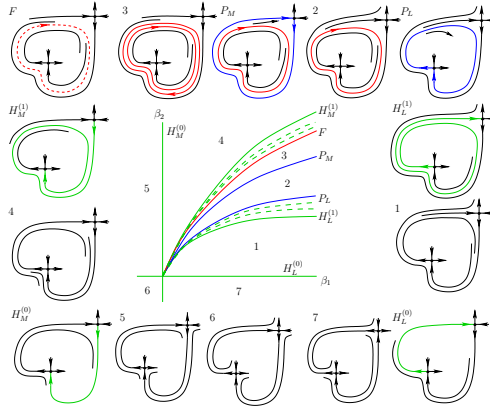 F 3 P_M 2 P_L
H_M^{(1)} β_2 H_M^{(0)} H_M^{(1)} H_L^{(1)}
F
4
3 P_M
5 2
4 P_L 1
H_L^{(1)}
1
H_L^{(0)}
6 7 β_1
H_M^{(0)} 5 6 7 H_L^{(0)}